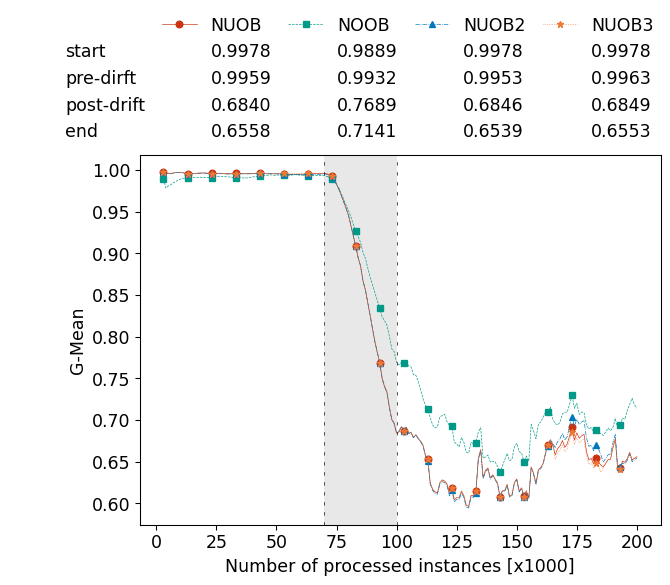 NUOB NOOB NUOB2 NUOB3
start 0.9978 0.9889 0.9978 0.9978
pre-dirft 0.9959 0.9932 0.9953 0.9963
post-drift 0.6840 0.7689 0.6846 0.6849
end 0.6558 0.7141 0.6539 0.6553
1.00
0.95
0.90
0.85
0.80
0.75
0.70
0.65
0.60
G-Mean
0 25 50 75 100 125 150 175 200
Number of processed instances [x1000]